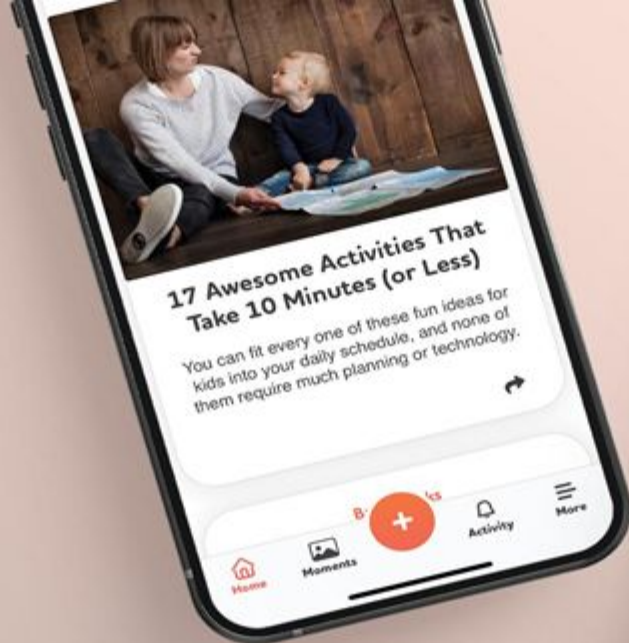 17 Awesome Activities That
Take 10 Minutes (or Less)
You can fit every one of these fun ideas for
kids into your daily schedule, and none of
them require much planning or technology.
Home
Moments
+
Activity
More